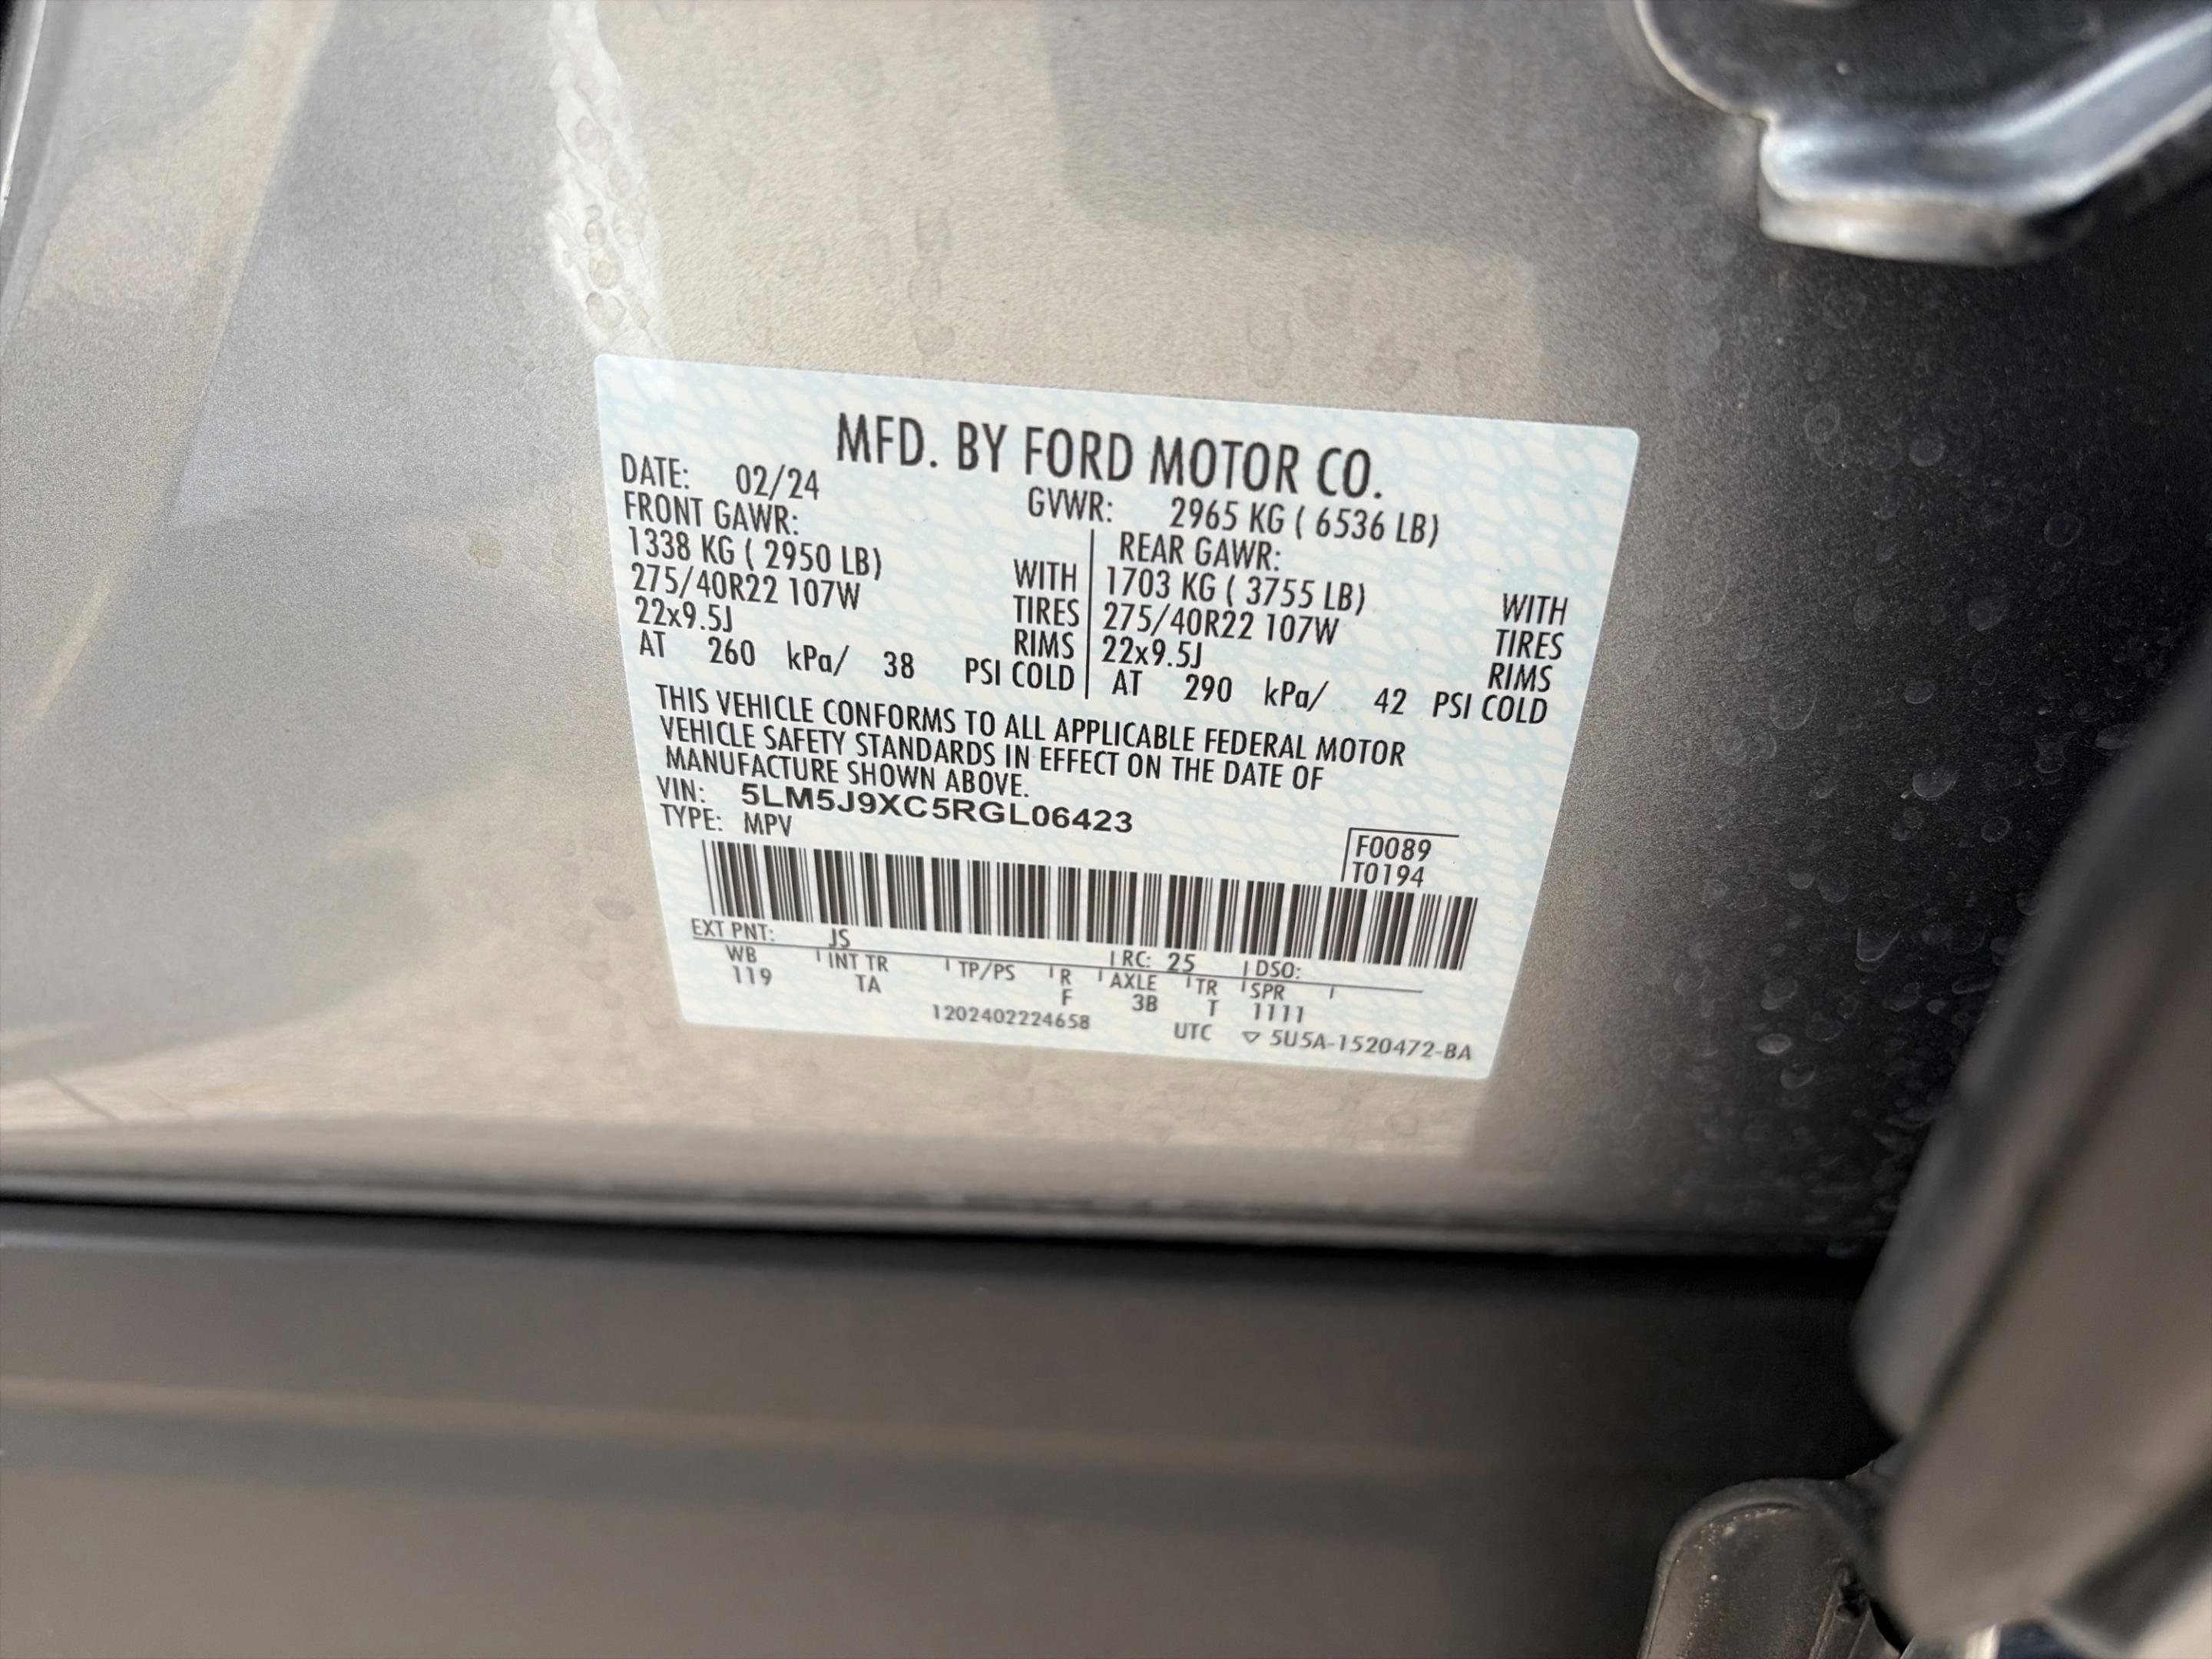 MFD. BY FORD MOTOR CO.
DATE: 02/24 GVWR: 2965 KG ( 6536 LB)
FRONT GAWR: REAR GAWR:
1338 KG ( 2950 LB) WITH 1703 KG ( 3755 LB) WITH
275/40R22 107W TIRES 275/40R22 107W TIRES
22x9.5J RIMS 22x9.5J RIMS
AT 260 kPa/ 38 PSI COLD AT 290 kPa/ 42 PSI COLD
THIS VEHICLE CONFORMS TO ALL APPLICABLE FEDERAL MOTOR
VEHICLE SAFETY STANDARDS IN EFFECT ON THE DATE OF
MANUFACTURE SHOWN ABOVE.
VIN: 5LM5J9XC5RGL06423
TYPE: MPV
F0089
T0194
EXT PNT: JS RC: 25 DSO:
WB INT TR TP/PS R AXLE TR SPR
119 TA F 3B T 1111
1202402224658 UTC ▽ 5U5A-1520472-BA